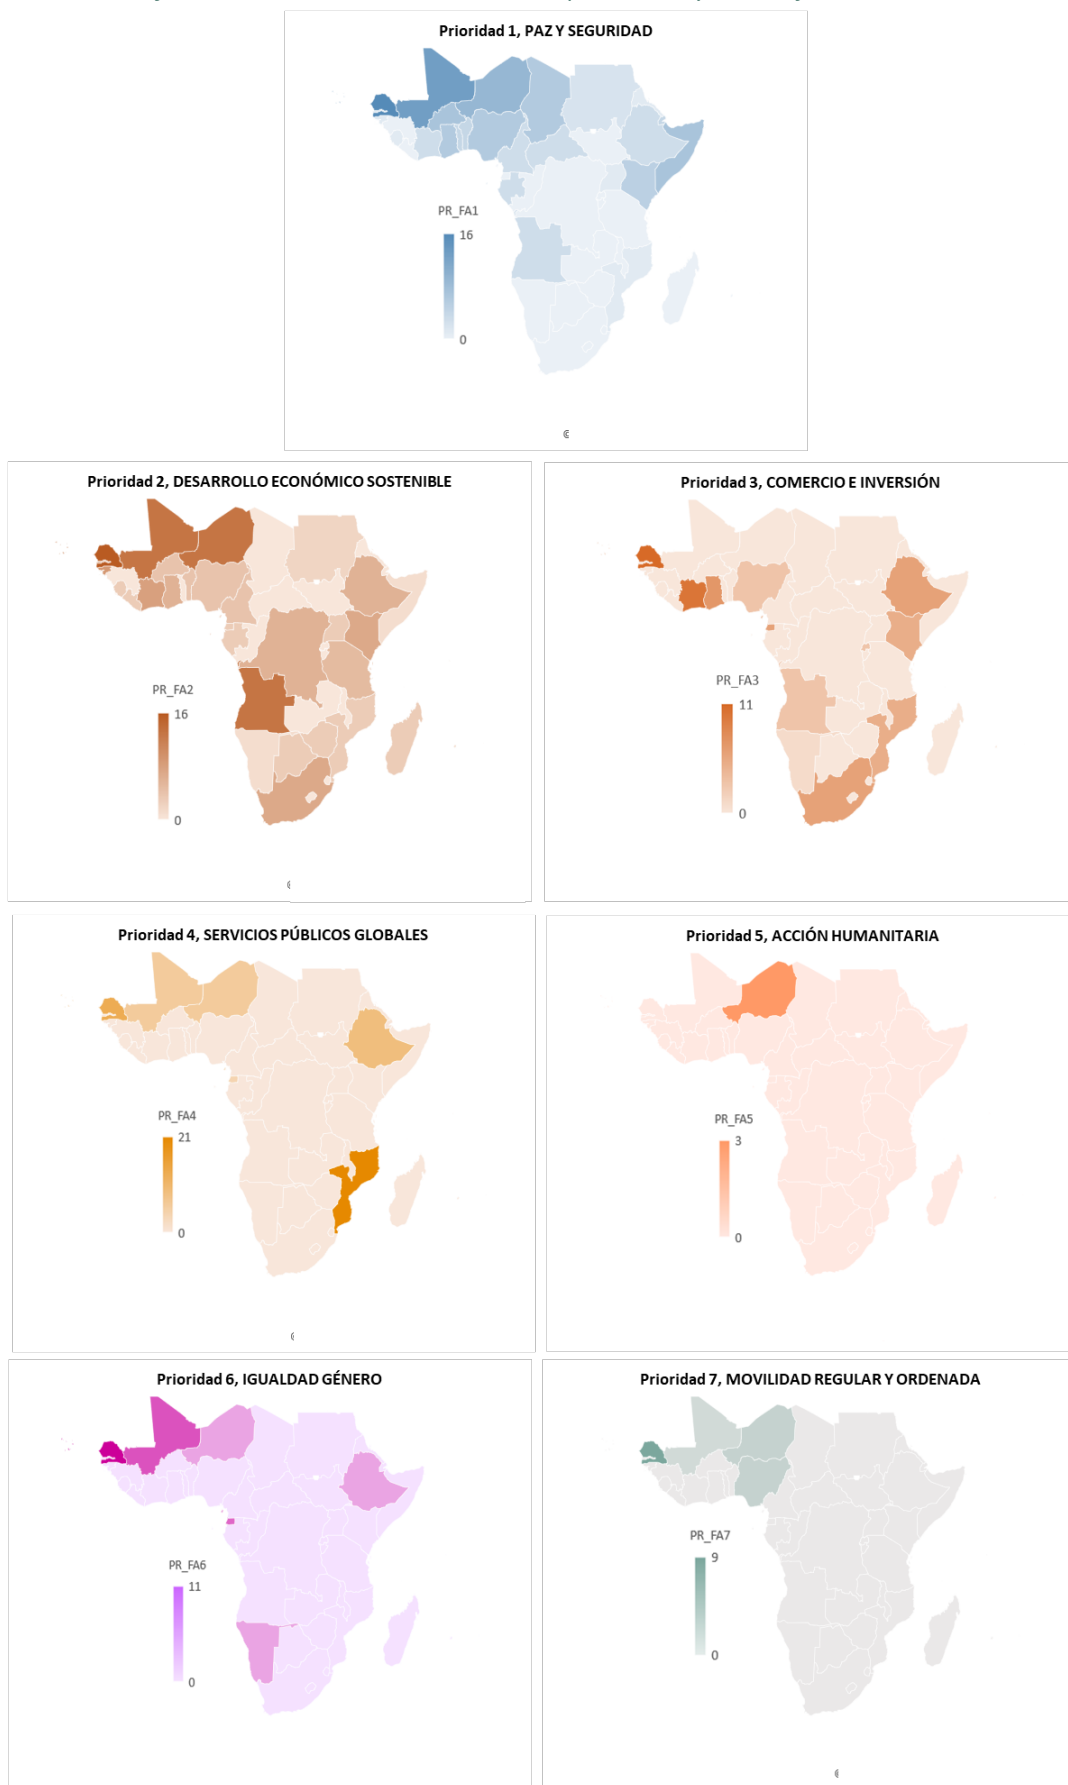 Prioridad 1, PAZ Y SEGURIDAD
PR_FA1
16
0
©
Prioridad 2, DESARROLLO ECONÓMICO SOSTENIBLE
PR_FA2
16
0
Prioridad 3, COMERCIO E INVERSIÓN
PR_FA3
11
0
Prioridad 4, SERVICIOS PÚBLICOS GLOBALES
PR_FA4
21
0
Prioridad 5, ACCIÓN HUMANITARIA
PR_FA5
3
0
Prioridad 6, IGUALDAD GÉNERO
PR_FA6
11
0
Prioridad 7, MOVILIDAD REGULAR Y ORDENADA
PR_FA7
9
0